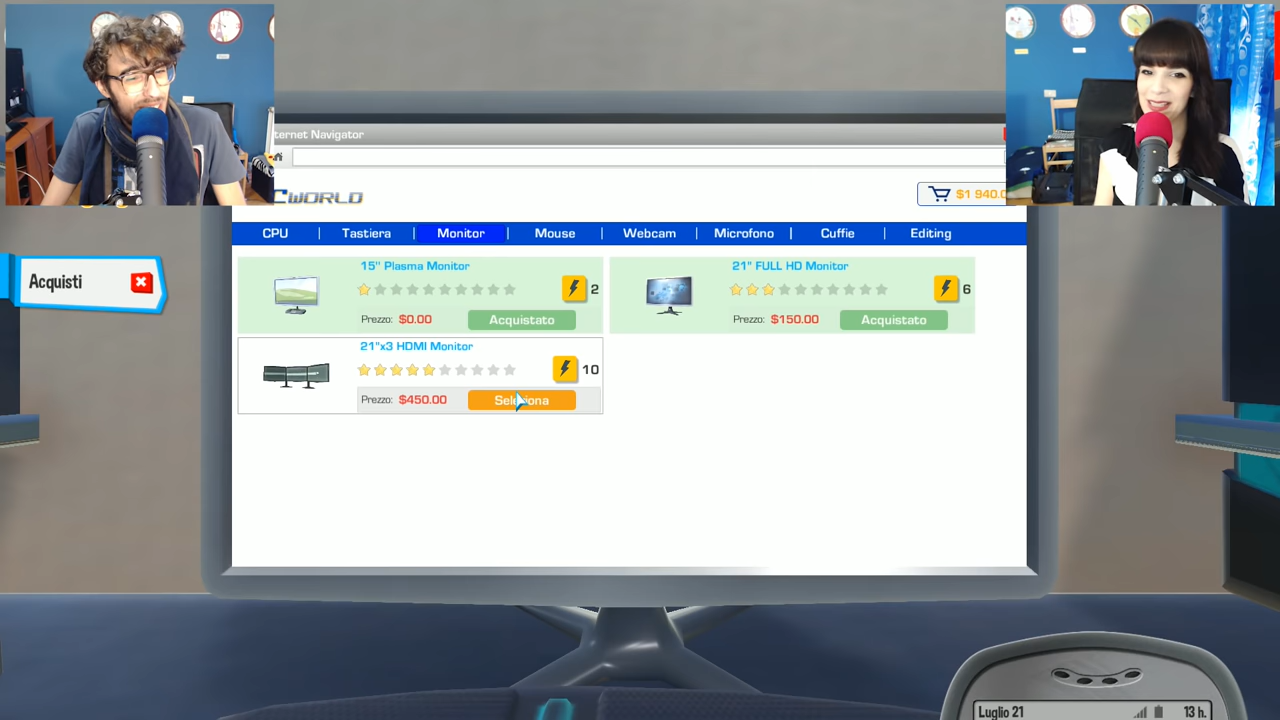 ternet Navigator
CWORLD
$1 940.0
CPU | Tastiera | Monitor | Mouse | Webcam | Microfono | Cuffie | Editing
Acquisti
15" Plasma Monitor
2
Prezzo: $0.00 Acquistato
21" FULL HD Monitor
6
Prezzo: $150.00 Acquistato
21"x3 HDMI Monitor
10
Prezzo: $450.00 Seleziona
Luglio 21 13 h.